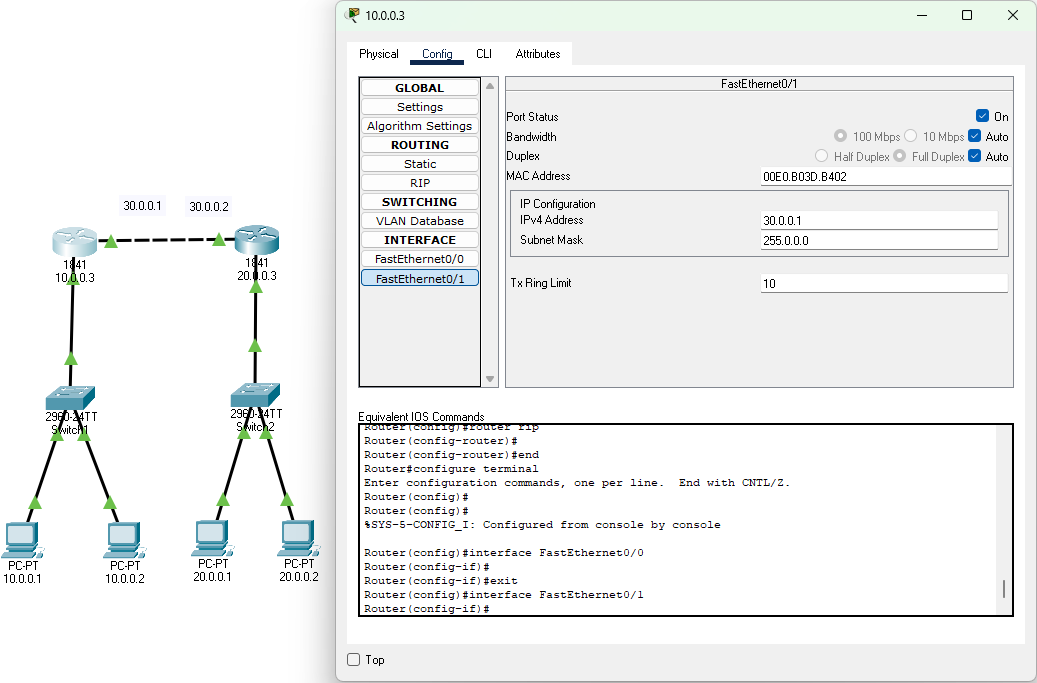 10.0.0.3
Physical Config CLI Attributes
GLOBAL
Settings
Algorithm Settings
ROUTING
Static
RIP
SWITCHING
VLAN Database
INTERFACE
FastEthernet0/0
FastEthernet0/1
FastEthernet0/1
Port Status On
Bandwidth 100 Mbps 10 Mbps Auto
Duplex Half Duplex Full Duplex Auto
MAC Address 00E0.B03D.B402
IP Configuration
IPv4 Address 30.0.0.1
Subnet Mask 255.0.0.0
Tx Ring Limit 10
Equivalent IOS Commands
Router(config)#router rip
Router(config-router)#
Router(config-router)#end
Router#configure terminal
Enter configuration commands, one per line. End with CNTL/Z.
Router(config)#
Router(config)#
%SYS-5-CONFIG_I: Configured from console by console
Router(config)#interface FastEthernet0/0
Router(config-if)#
Router(config-if)#exit
Router(config)#interface FastEthernet0/1
Router(config-if)#
Top
30.0.0.1 30.0.0.2
1841
10.0.0.3
1841
20.0.0.3
2960-24TT
Switch1
2960-24TT
Switch2
PC-PT
10.0.0.1
PC-PT
10.0.0.2
PC-PT
20.0.0.1
PC-PT
20.0.0.2